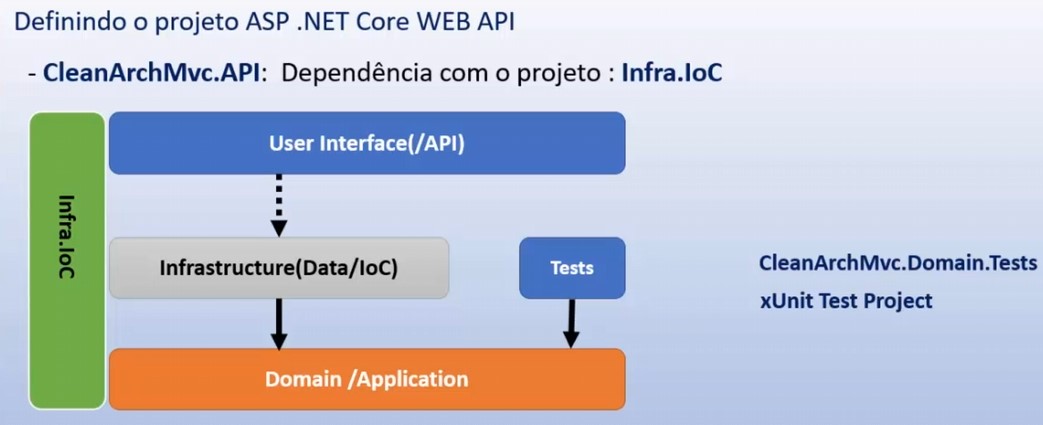 Definindo o projeto ASP .NET Core WEB API
- CleanArchMvc.API: Dependência com o projeto : Infra.IoC
Infra.IoC
User Interface(/API)
Infrastructure(Data/IoC)
Tests
CleanArchMvc.Domain.Tests
xUnit Test Project
Domain /Application